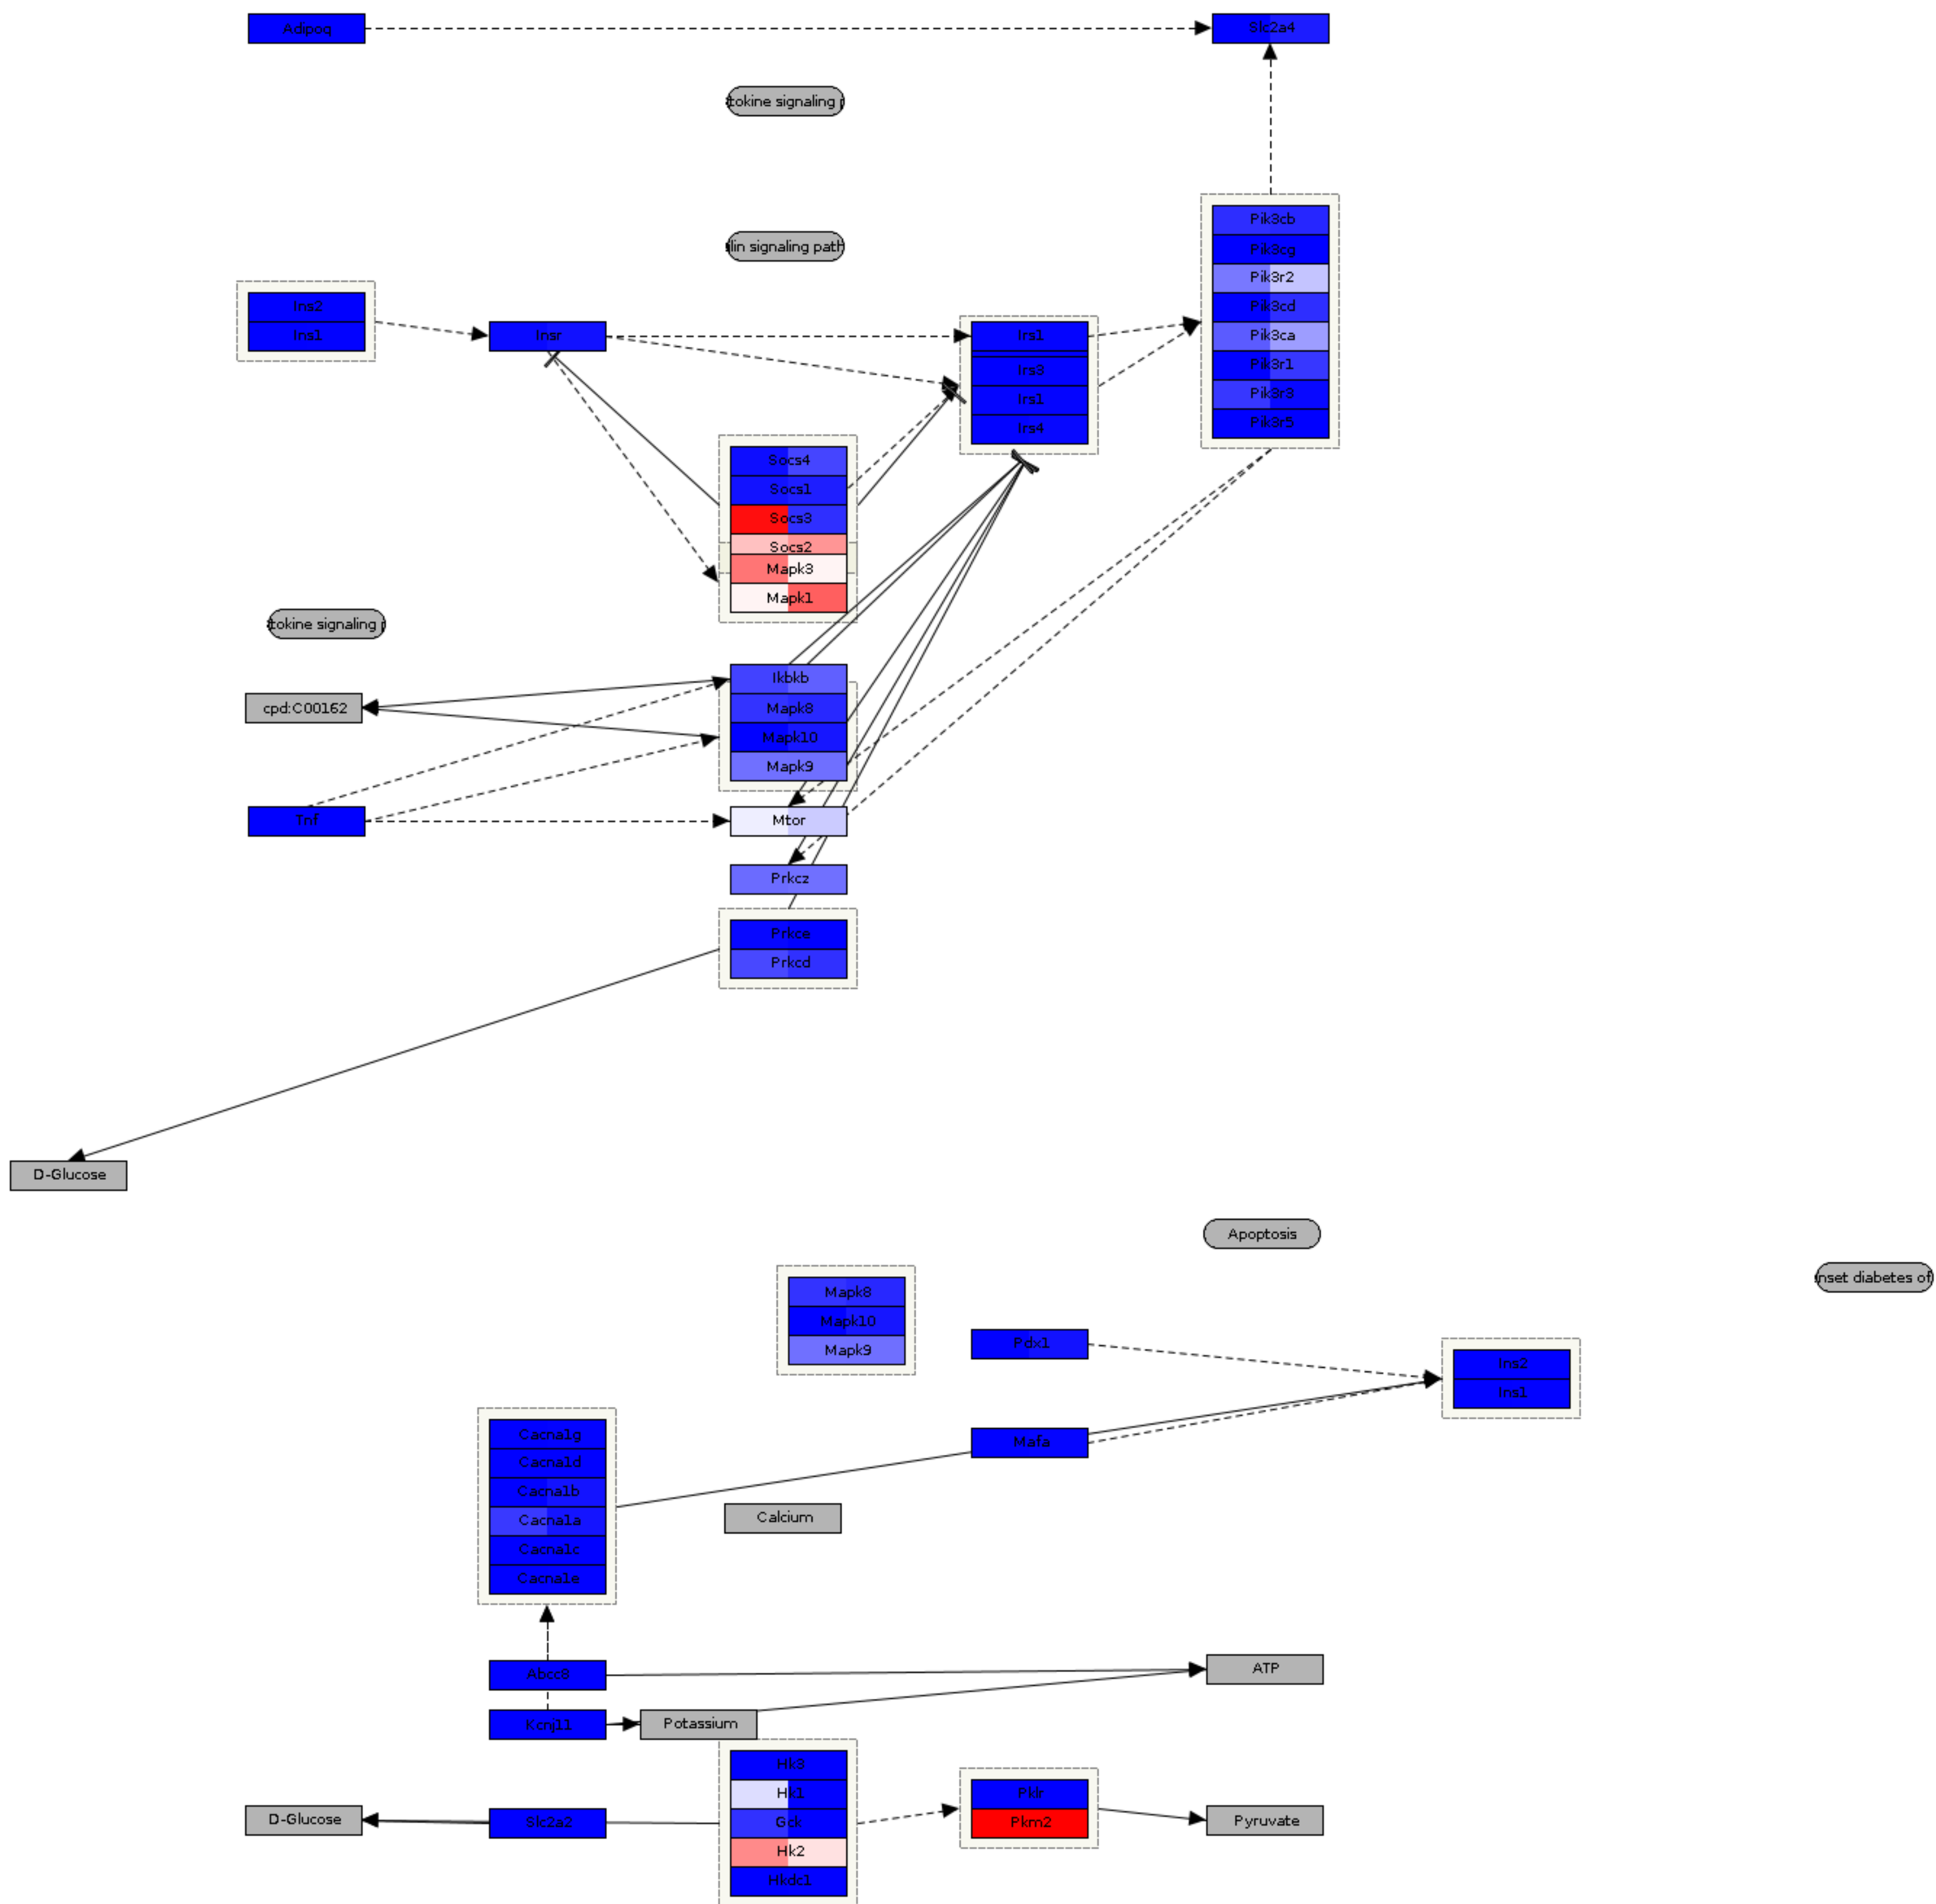 Adipoq
Slc2a4
tokine signaling p
lin signaling path
Pik3cb
Pik3cg
Pik3r2
Pik3cd
Pik3ca
Pik3r1
Pik3r3
Pik3r5
Ins2
Ins1
Insr
Irs1
Irs3
Irs1
Irs4
Socs4
Socs1
Socs3
Socs2
Mapk3
Mapk1
tokine signaling p
Ikbkb
cpd:C00162
Mapk8
Mapk10
Mapk9
Tnf
Mtor
Prkcz
Prkce
Prkcd
D-Glucose
Apoptosis
nset diabetes of
Mapk8
Mapk10
Mapk9
Pdx1
Ins2
Ins1
Cacna1g
Cacna1d
Cacna1b
Cacna1a
Cacna1c
Cacna1e
Mafa
Calcium
Abcc8
ATP
Kcnj11
Potassium
Hk3
Hk1
Gck
Hk2
Hkdc1
Pklr
Pkm2
D-Glucose
Slc2a2
Pyruvate